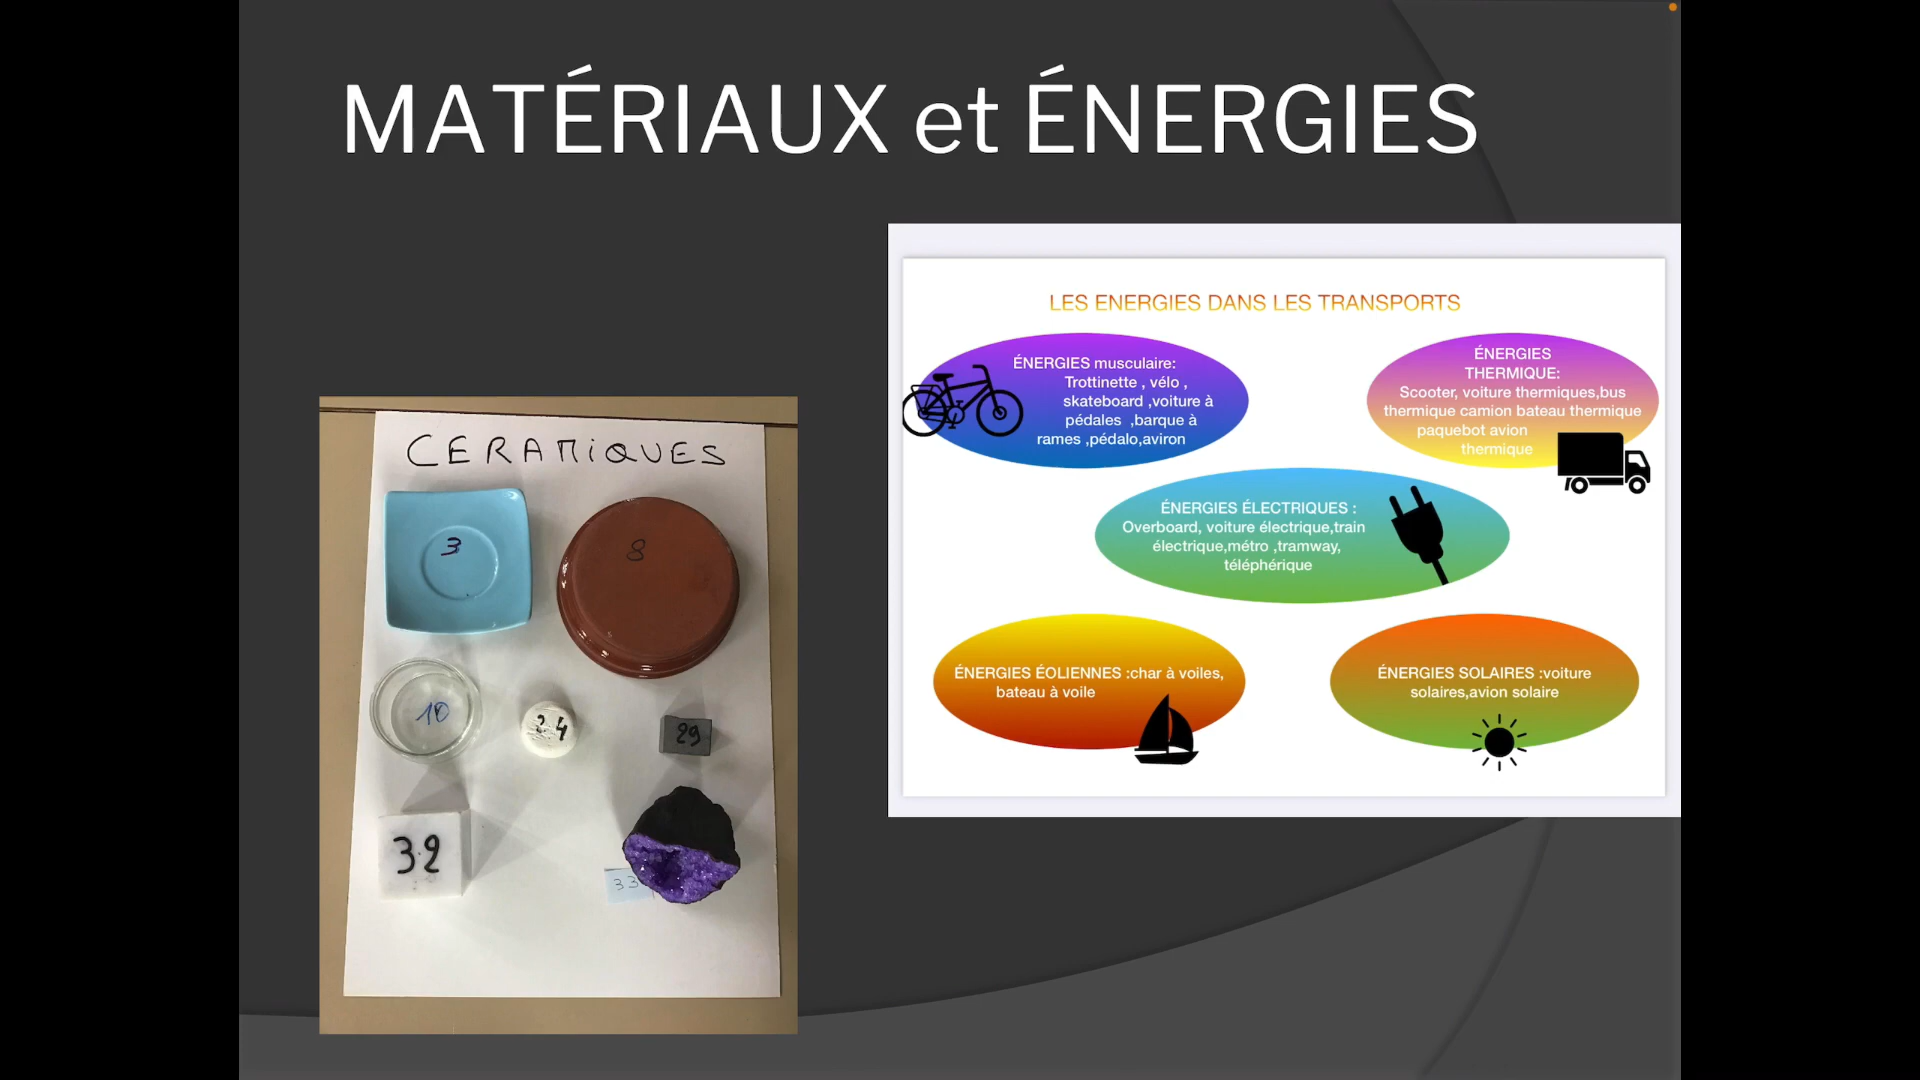 MATÉRIAUX et ÉNERGIES
CERAMIQUES
3
8
10
24
29
32
33
LES ENERGIES DANS LES TRANSPORTS
ÉNERGIES musculaire:
Trottinette , vélo ,
skateboard ,voiture à
pédales ,barque à
rames ,pédalo,aviron
ÉNERGIES
THERMIQUE:
Scooter, voiture thermiques,bus
thermique camion bateau thermique
paquebot avion
thermique
ÉNERGIES ÉLECTRIQUES :
Overboard, voiture électrique,train
électrique,métro ,tramway,
téléphérique
ÉNERGIES ÉOLIENNES :char à voiles,
bateau à voile
ÉNERGIES SOLAIRES :voiture
solaires,avion solaire